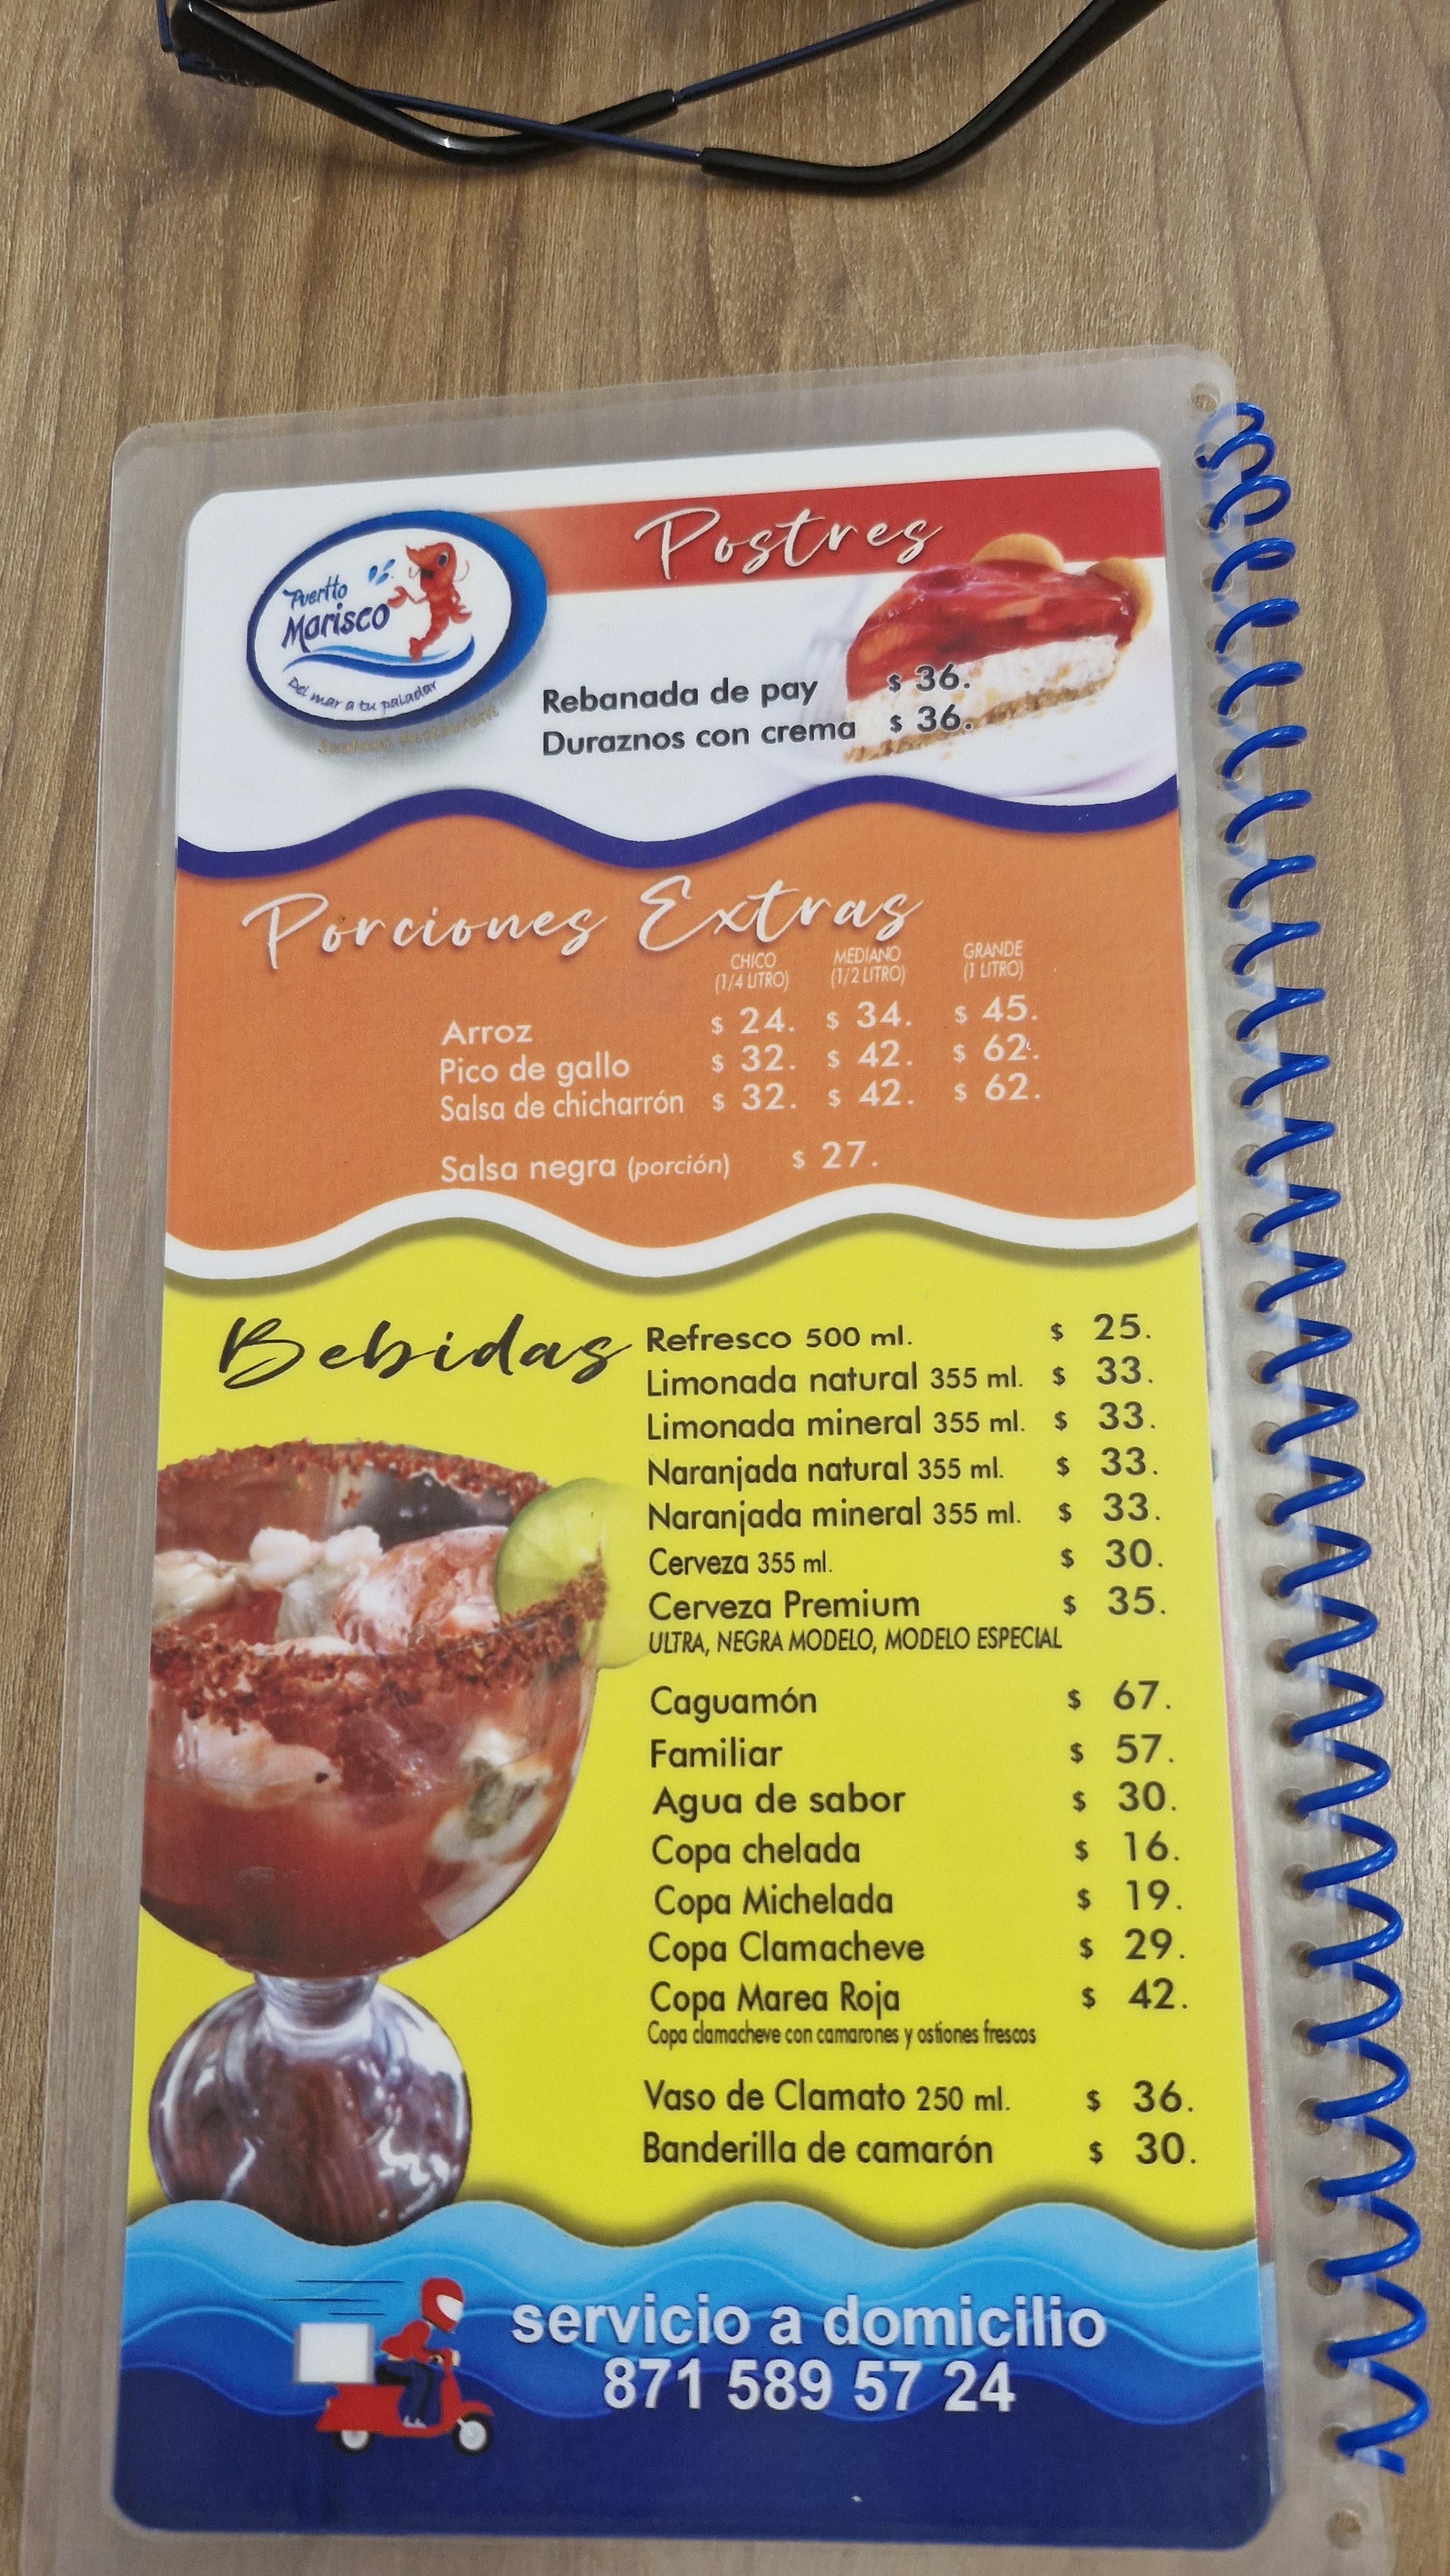 Puertto
Marisco
Del mar a tu paladar
Seafood Restaurant
Postres
Rebanada de pay $ 36.
Duraznos con crema $ 36.
Porciones Extras
CHICO MEDIANO GRANDE
(1/4 LITRO) (1/2 LITRO) (1 LITRO)
Arroz $ 24. $ 34. $ 45.
Pico de gallo $ 32. $ 42. $ 62.
Salsa de chicharrón $ 32. $ 42. $ 62.
Salsa negra (porción) $ 27.
Bebidas
Refresco 500 ml. $ 25.
Limonada natural 355 ml. $ 33.
Limonada mineral 355 ml. $ 33.
Naranjada natural 355 ml. $ 33.
Naranjada mineral 355 ml. $ 33.
Cerveza 355 ml. $ 30.
Cerveza Premium $ 35.
ULTRA, NEGRA MODELO, MODELO ESPECIAL
Caguamón $ 67.
Familiar $ 57.
Agua de sabor $ 30.
Copa chelada $ 16.
Copa Michelada $ 19.
Copa Clamacheve $ 29.
Copa Marea Roja $ 42.
Copa clamacheve con camarones y ostiones frescos
Vaso de Clamato 250 ml. $ 36.
Banderilla de camarón $ 30.
servicio a domicilio
871 589 57 24